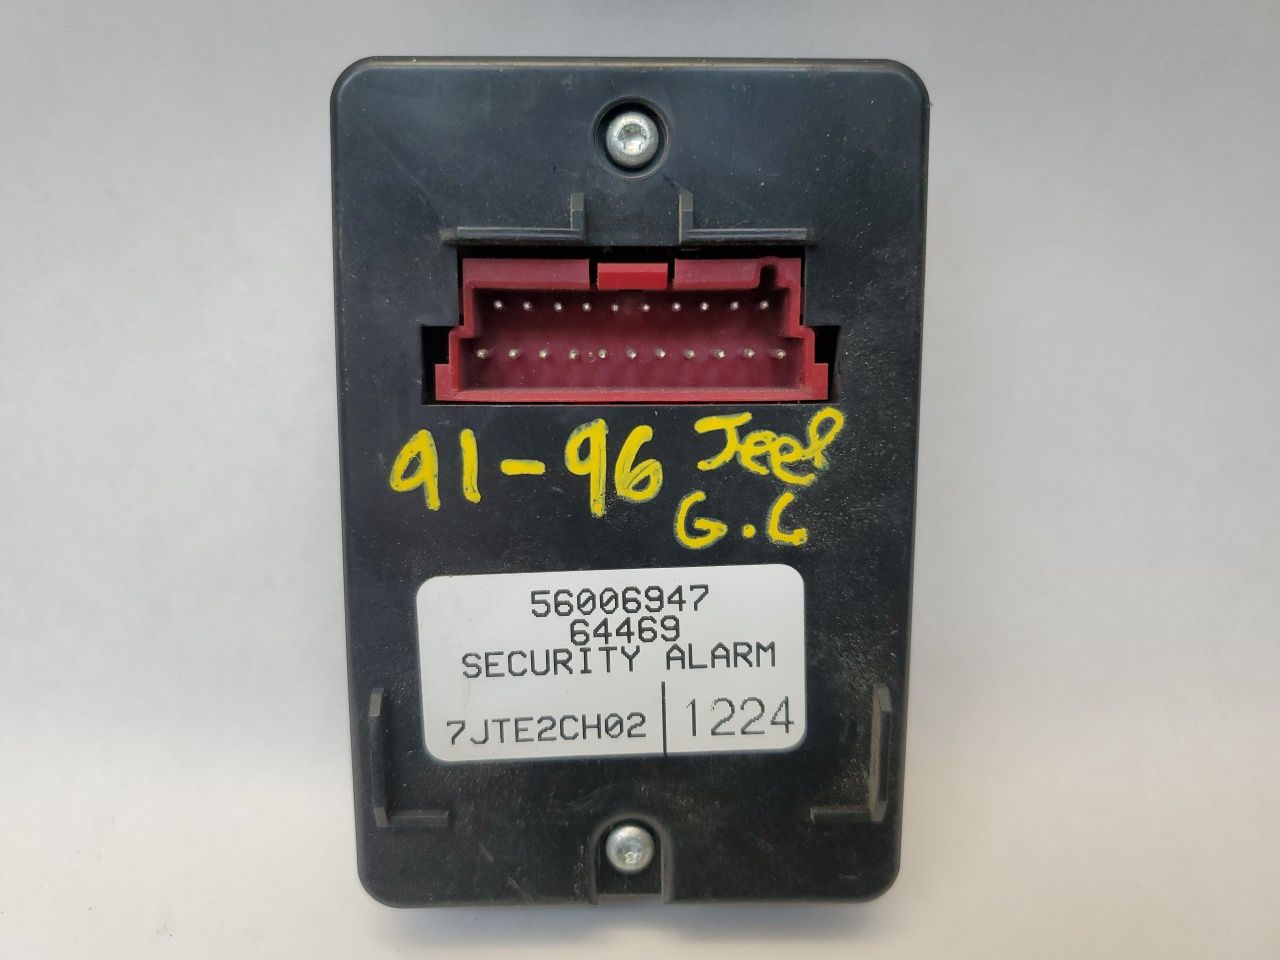 91-96 Jeep
G.C
56006947
64469
SECURITY ALARM
7JTE2CH02 1224